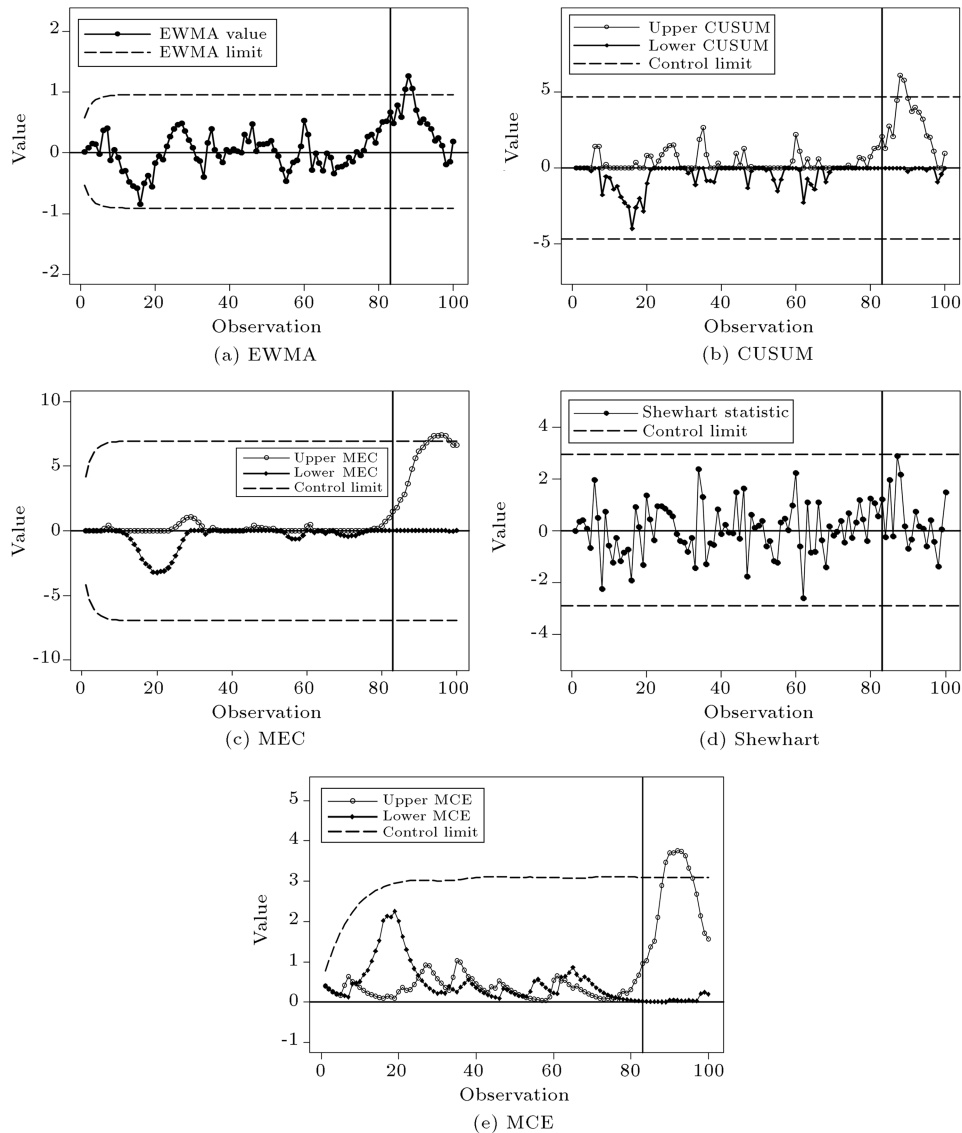 EWMA value
EWMA limit
2
1
0
-1
-2
Value
0 20 40 60 80 100
Observation
(a) EWMA
Upper CUSUM
Lower CUSUM
Control limit
5
0
-5
Value
0 20 40 60 80 100
Observation
(b) CUSUM
10
5
0
-5
-10
Value
Upper MEC
Lower MEC
Control limit
0 20 40 60 80 100
Observation
(c) MEC
Shewhart statistic
Control limit
4
2
0
-2
-4
Value
0 20 40 60 80 100
Observation
(d) Shewhart
Upper MCE
Lower MCE
Control limit
5
4
3
2
1
0
-1
Value
0 20 40 60 80 100
Observation
(e) MCE